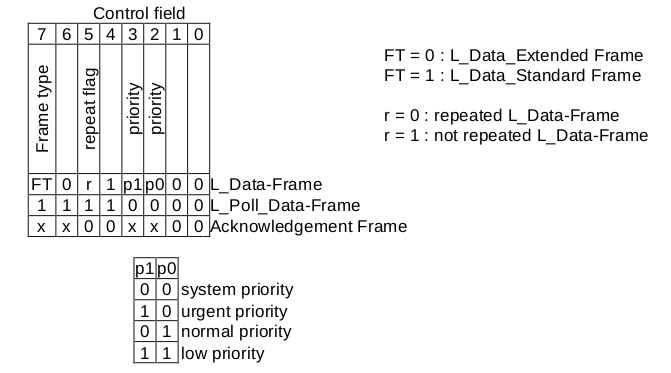 Control field
7 6 5 4 3 2 1 0
Frame type
repeat flag
priority
priority
FT 0 r 1 p1 p0 0 0 L_Data-Frame
1 1 1 1 0 0 0 0 L_Poll_Data-Frame
x x 0 0 x x 0 0 Acknowledgement Frame
FT = 0 : L_Data_Extended Frame
FT = 1 : L_Data_Standard Frame
r = 0 : repeated L_Data-Frame
r = 1 : not repeated L_Data-Frame
p1 p0
0 0 system priority
1 0 urgent priority
0 1 normal priority
1 1 low priority